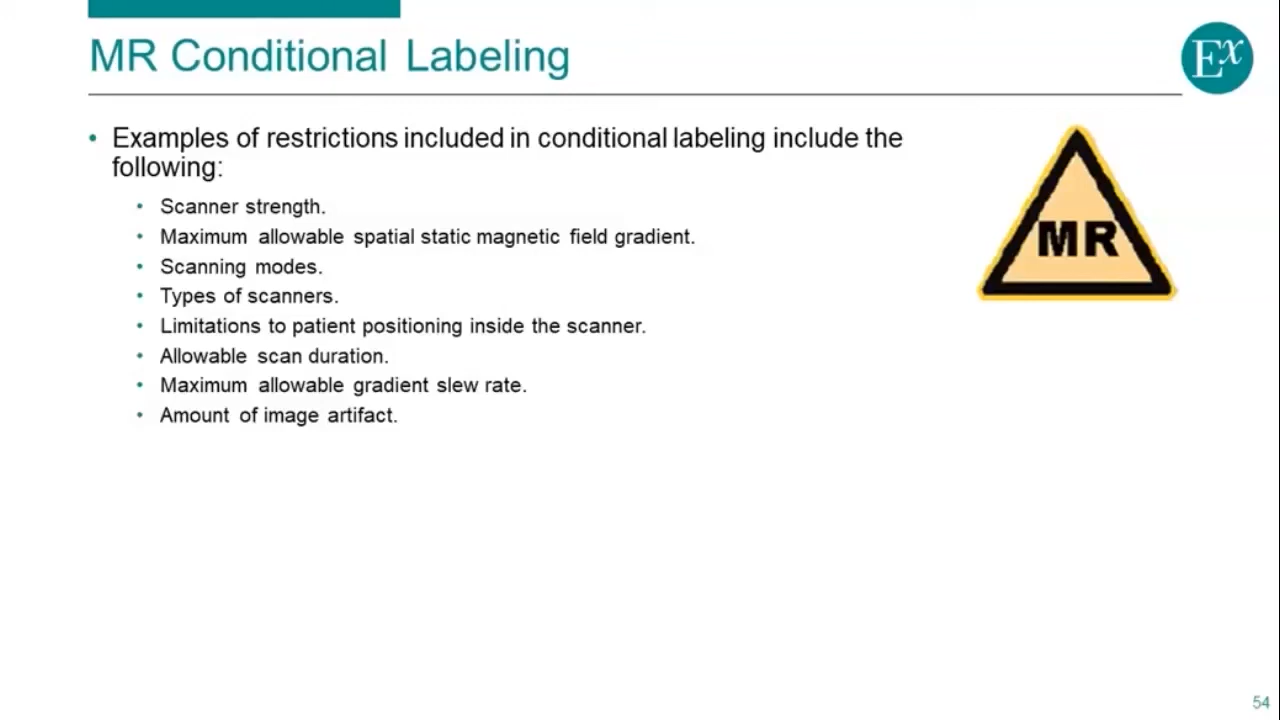 MR Conditional Labeling
Ex
• Examples of restrictions included in conditional labeling include the
following:
• Scanner strength.
• Maximum allowable spatial static magnetic field gradient.
• Scanning modes.
• Types of scanners.
• Limitations to patient positioning inside the scanner.
• Allowable scan duration.
• Maximum allowable gradient slew rate.
• Amount of image artifact.
MR
54